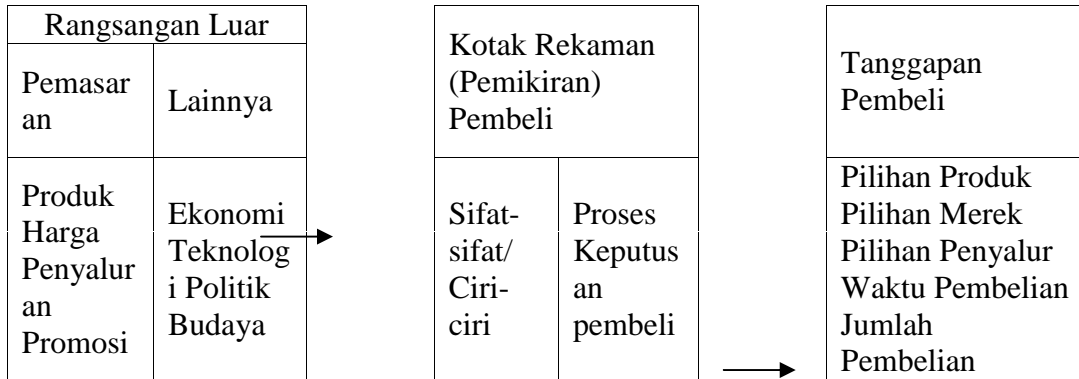 Rangsangan Luar
Pemasar
an
Lainnya
Produk
Harga
Penyalur
an
Promosi
Ekonomi
Teknolog
i Politik
Budaya
Kotak Rekaman
(Pemikiran)
Pembeli
Sifat-
sifat/
Ciri-
ciri
Proses
Keputus
an
pembeli
Tanggapan
Pembeli
Pilihan Produk
Pilihan Merek
Pilihan Penyalur
Waktu Pembelian
Jumlah
Pembelian